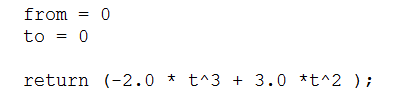 from = 0
to = 0
return (-2.0 * t^3 + 3.0 *t^2 );